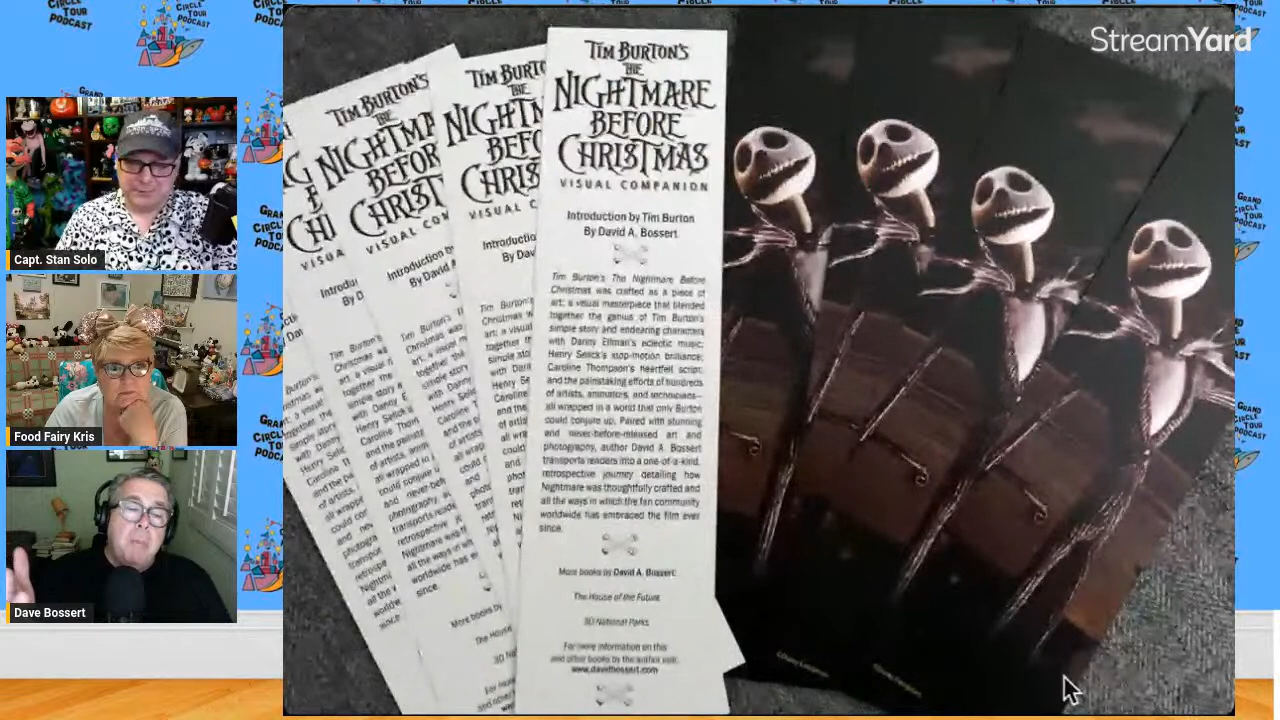 StreamYard
GRAND
CIRCLE
TOUR
PODCAST
Capt. Stan Solo
Food Fairy Kris
Dave Bossert
TIM BURTON'S
THE
NIGHTMARE
BEFORE
CHRISTMAS
VISUAL COMPANION
Introduction by Tim Burton
By David A. Bossert
Tim Burton's The Nightmare Before
Christmas was crafted as a piece of
art; a visual masterpiece that blended
together the genius of Tim Burton's
simple story and endearing characters
with Danny Elfman's eclectic music;
Henry Selick's stop-motion brilliance;
Caroline Thompson's heartfelt script;
and the painstaking efforts of hundreds
of artists, animators, and technicians—
all wrapped in a world that only Burton
could conjure up. Paired with stunning
and never-before-released art and
photography, author David A. Bossert
transports readers into a one-of-a-kind,
retrospective journey detailing how
Nightmare was thoughtfully crafted and
all the ways in which the fan community
worldwide has embraced the film ever
since.
More books by David A. Bossert:
The House of the Future
3D National Parks
For more information on this
and other books by the author visit:
www.davidbossert.com